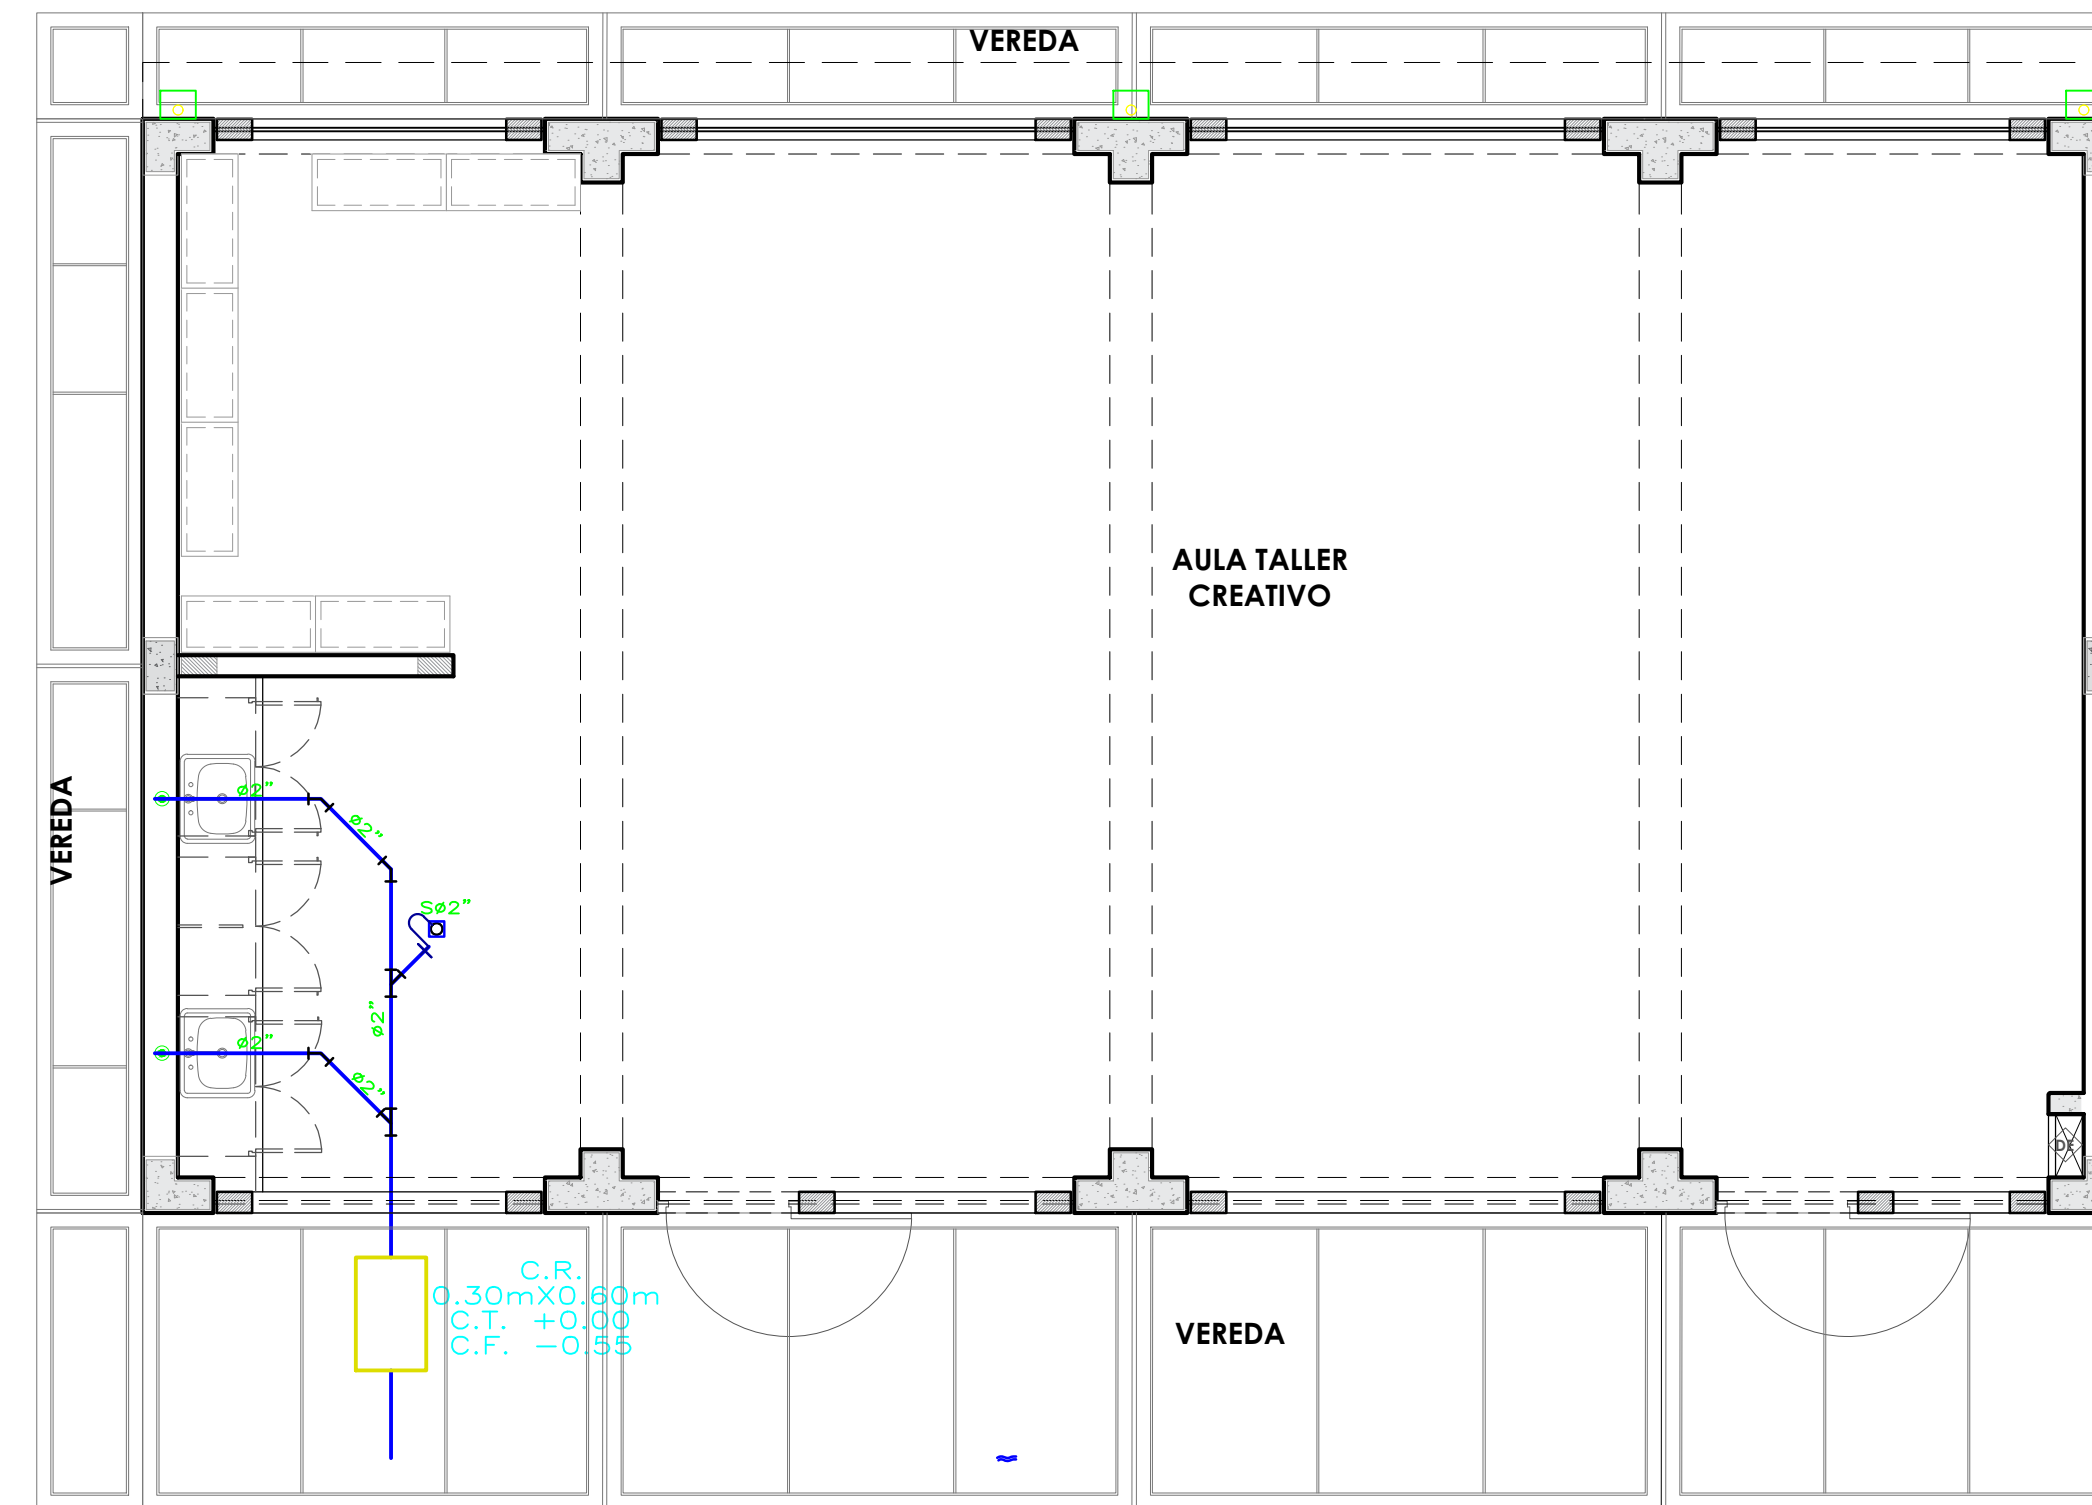 VEREDA
AULA TALLER
CREATIVO
VEREDA
ø2"
ø2"
Sø2"
ø2"
ø2"
ø2"
DE
C.R.
0.30mX0.60m
C.T. +0.00
C.F. -0.55
VEREDA